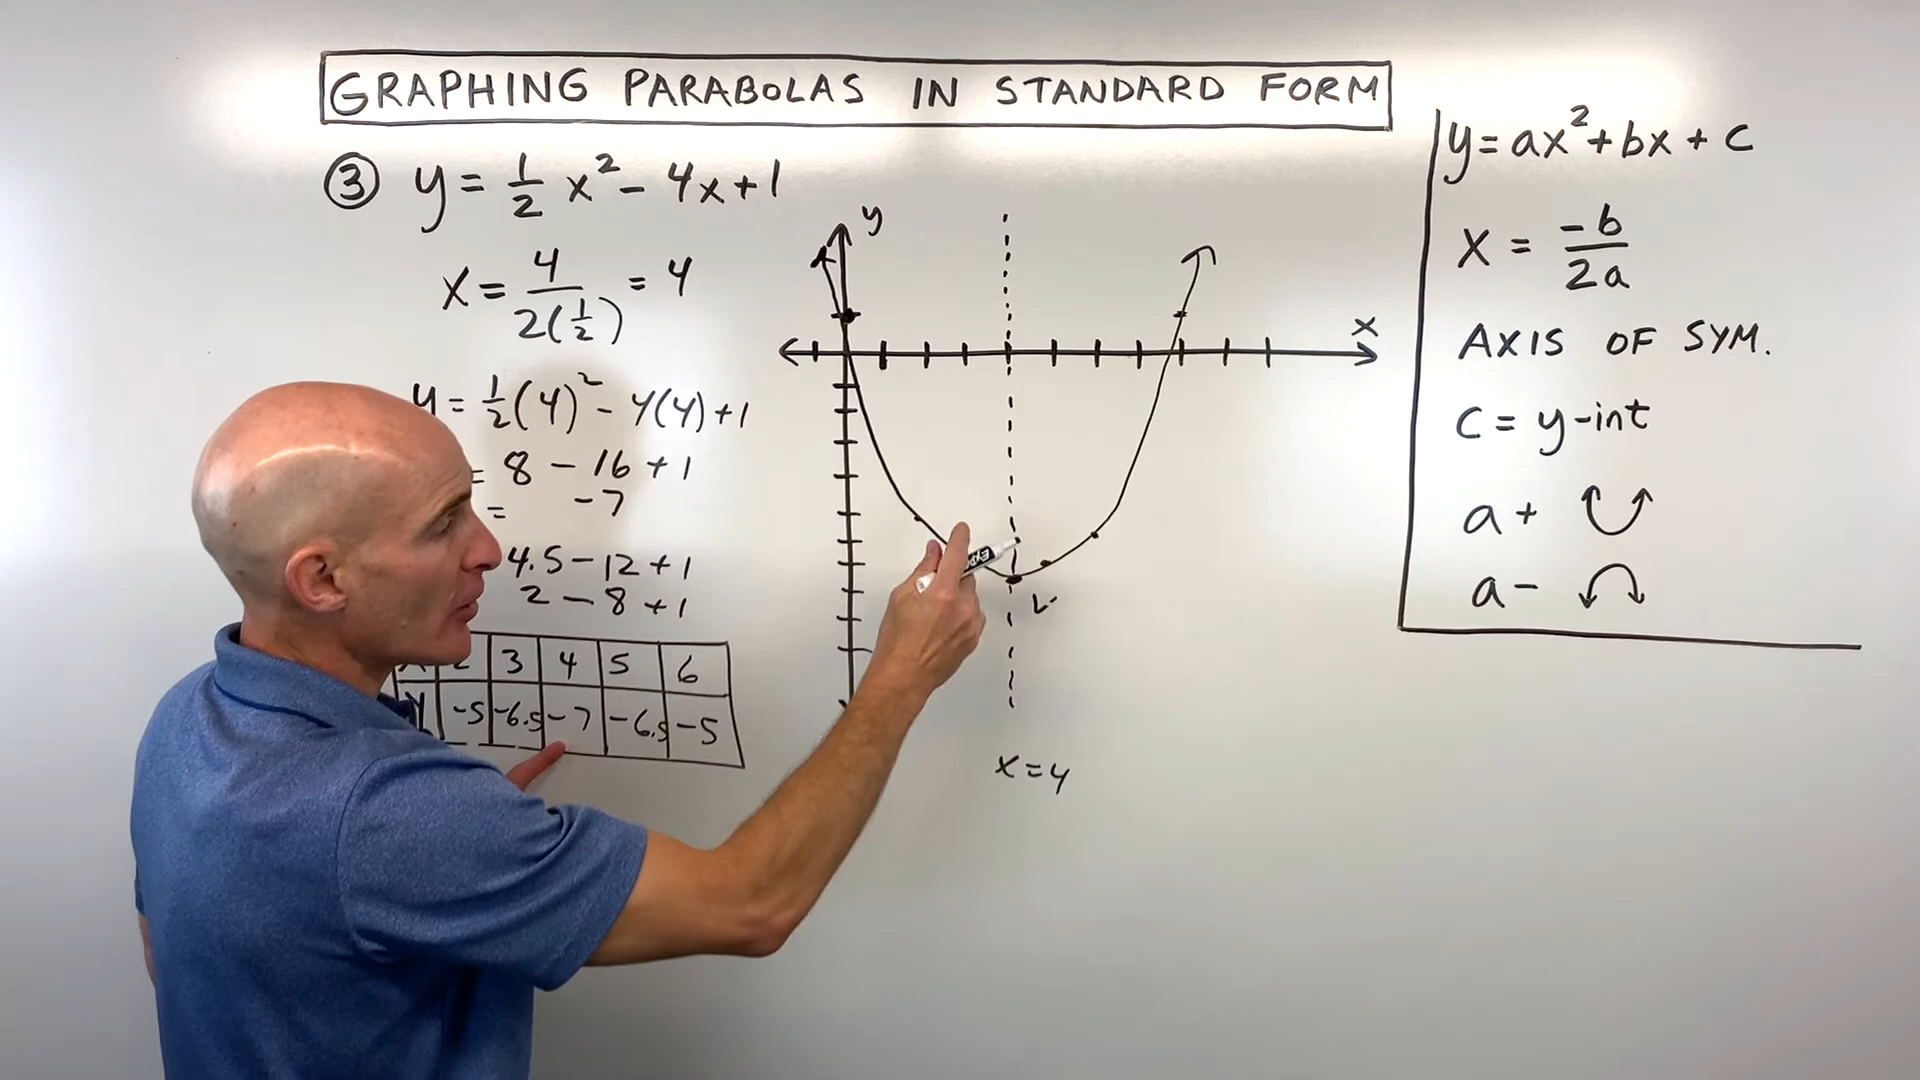 GRAPHING PARABOLAS IN STANDARD FORM
③ y = 1/2 x² - 4x + 1
x = 4/2(1/2) = 4
y = 1/2(4)² - 4(4) + 1
= 8 - 16 + 1
= -7
4.5 - 12 + 1
2 - 8 + 1
3 4 5 6
y -5 -6.5 -7 -6.5 -5
y
x
x = 4
EXPO
y = ax² + bx + c
x = -b/2a
AXIS OF SYM.
c = y-int
a +
a -